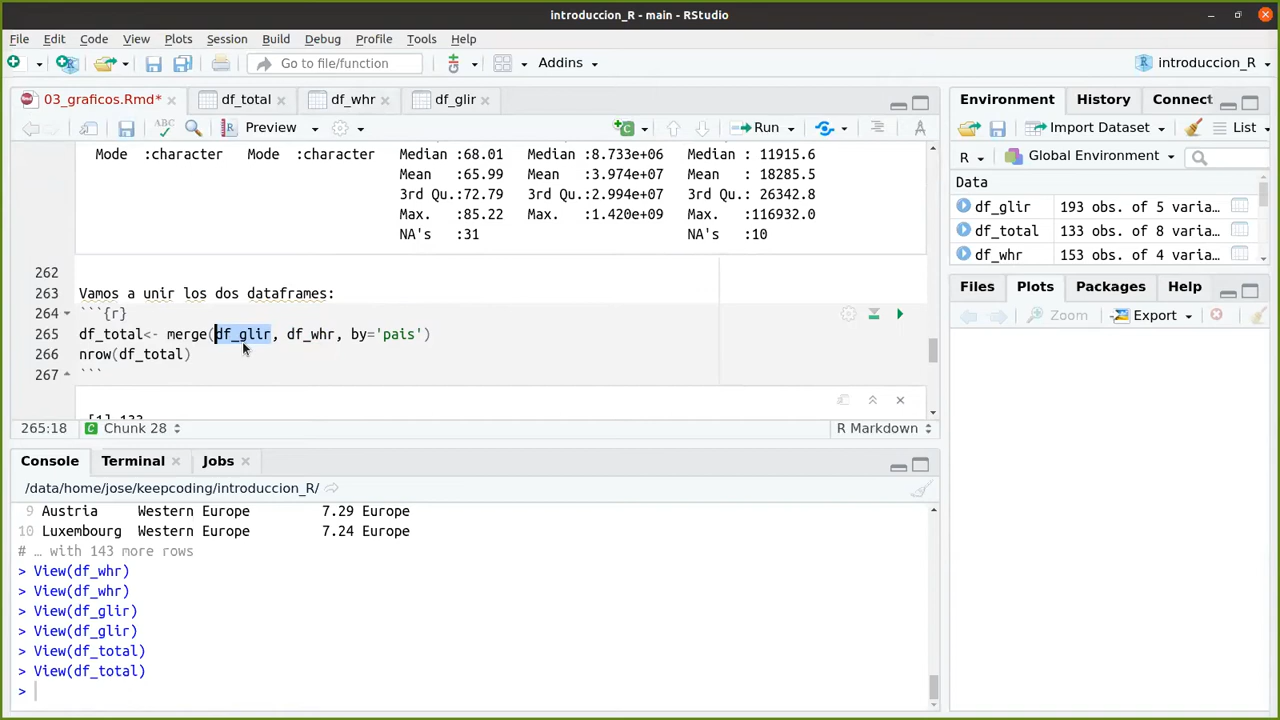 introduccion_R - main - RStudio
File Edit Code View Plots Session Build Debug Profile Tools Help
Go to file/function Addins introduccion_R
03_graficos.Rmd* df_total df_whr df_glir
Preview Run
Mode :character Mode :character Median :68.01 Median :8.733e+06 Median : 11915.6
Mean :65.99 Mean :3.974e+07 Mean : 18285.5
3rd Qu.:72.79 3rd Qu.:2.994e+07 3rd Qu.: 26342.8
Max. :85.22 Max. :1.420e+09 Max. :116932.0
NA's :31 NA's :10
262
263 Vamos a unir los dos dataframes:
264 ```{r}
265 df_total<- merge(df_glir, df_whr, by='pais')
266 nrow(df_total)
267 ```
[1] 133
265:18 Chunk 28 R Markdown
Console Terminal Jobs
/data/home/jose/keepcoding/introduccion_R/
9 Austria Western Europe 7.29 Europe
10 Luxembourg Western Europe 7.24 Europe
# … with 143 more rows
> View(df_whr)
> View(df_whr)
> View(df_glir)
> View(df_glir)
> View(df_total)
> View(df_total)
>
Environment History Connect
Import Dataset List
R Global Environment
Data
df_glir 193 obs. of 5 varia…
df_total 133 obs. of 8 varia…
df_whr 153 obs. of 4 varia…
Files Plots Packages Help
Zoom Export